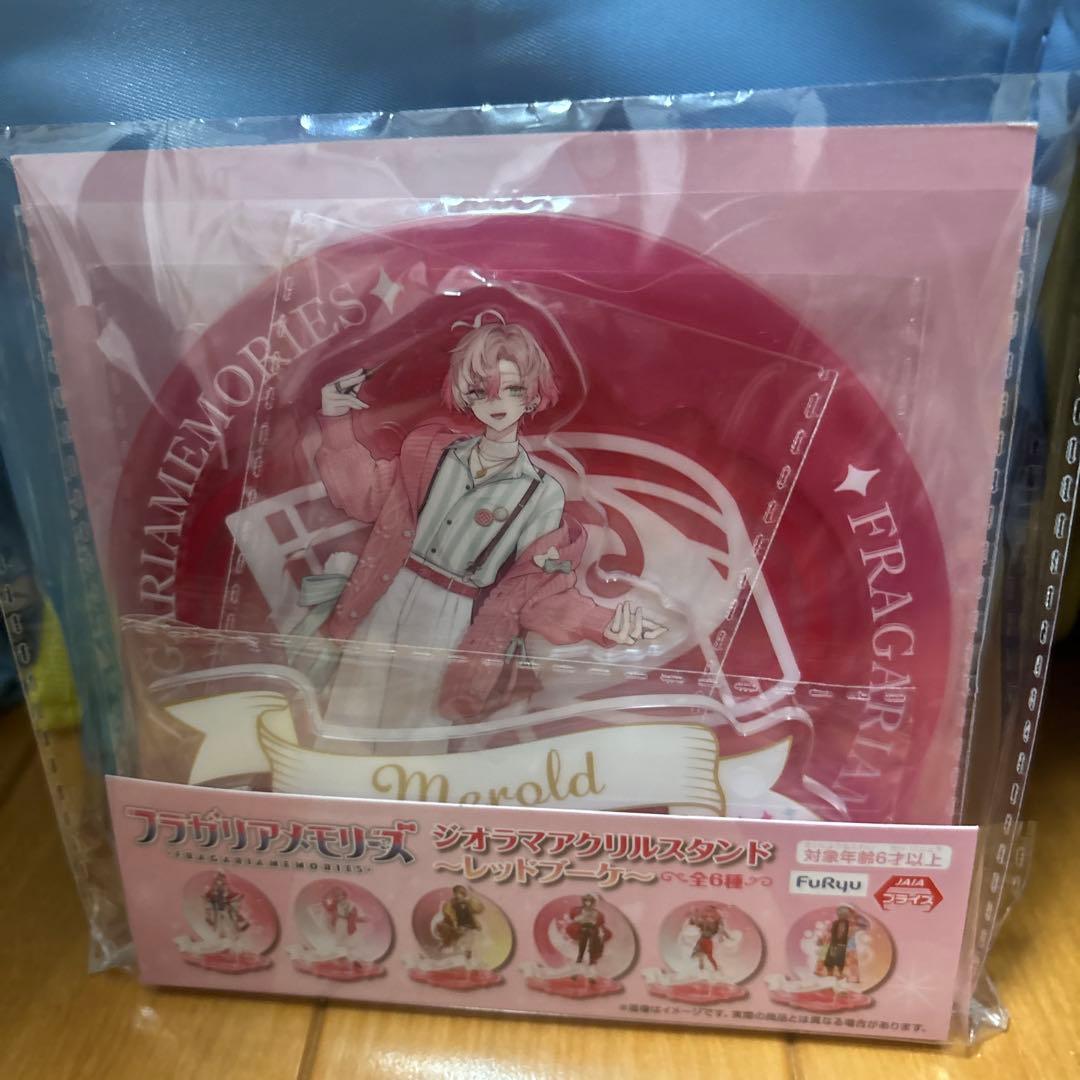 FRAGARIAMEMORIES
FRAGARIAM
Merold
フラガリアメモリーズ
FRAGARIAMEMORIES
ジオラマアクリルスタンド
～レッドブーケ～
全6種
対象年齢6才以上
FuRyu
JAIA
プライズ
※画像はイメージです。実際の商品とは異なる場合があります。